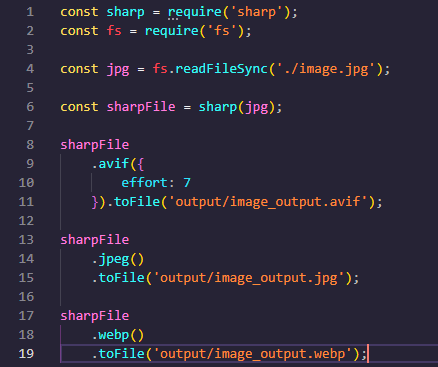 1 const sharp = require('sharp');
2 const fs = require('fs');
3
4 const jpg = fs.readFileSync('./image.jpg');
5
6 const sharpFile = sharp(jpg);
7
8 sharpFile
9     .avif({
10         effort: 7
11     }).toFile('output/image_output.avif');
12
13 sharpFile
14     .jpeg()
15     .toFile('output/image_output.jpg');
16
17 sharpFile
18     .webp()
19     .toFile('output/image_output.webp');